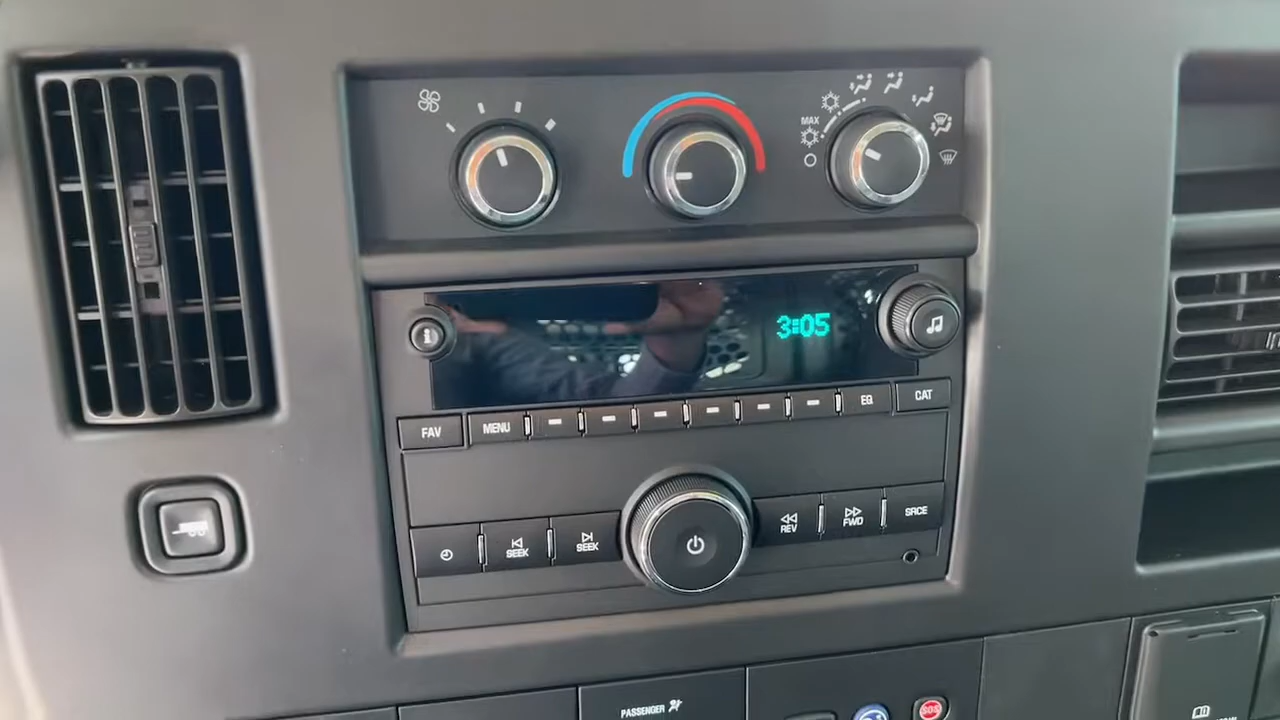 MAX
3:05
FAV
MENU
EQ
CAT
SEEK
SEEK
REV
FWD
SRCE
PASSENGER
SOS